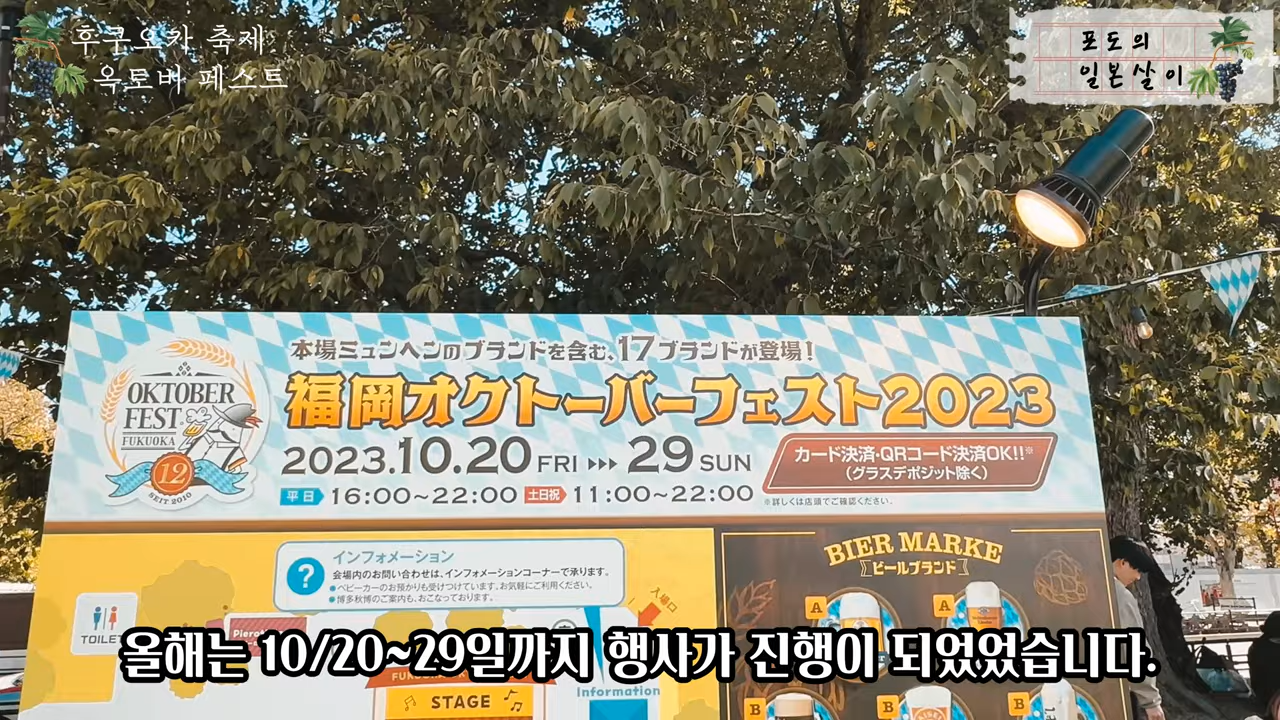 후쿠오카 축제
옥토버 페스트
포도의
일본살이
本場ミュンヘンのブランドを含む、17ブランドが登場!
福岡オクトーバーフェスト2023
OKTOBER
FEST
FUKUOKA
12
SEIT 2010
2023.10.20 FRI ▸▸▸ 29 SUN
平日 16:00~22:00 土日祝 11:00~22:00
カード決済・QRコード決済OK!!※
(グラスデポジット除く)
※詳しくは店頭でご確認ください。
? インフォメーション
会場内のお問い合わせは、インフォメーションコーナーで承ります。
●ベビーカーのお預かりも受けつけています。お気軽にご利用ください。
●博多秋博のご案内も、おこなっております。
入場口
BIER MARKE
ビールブランド
A
A
TOILET
Pierot
올해는 10/20~29일까지 행사가 진행이 되었었습니다.
STAGE
Information
B
B
B